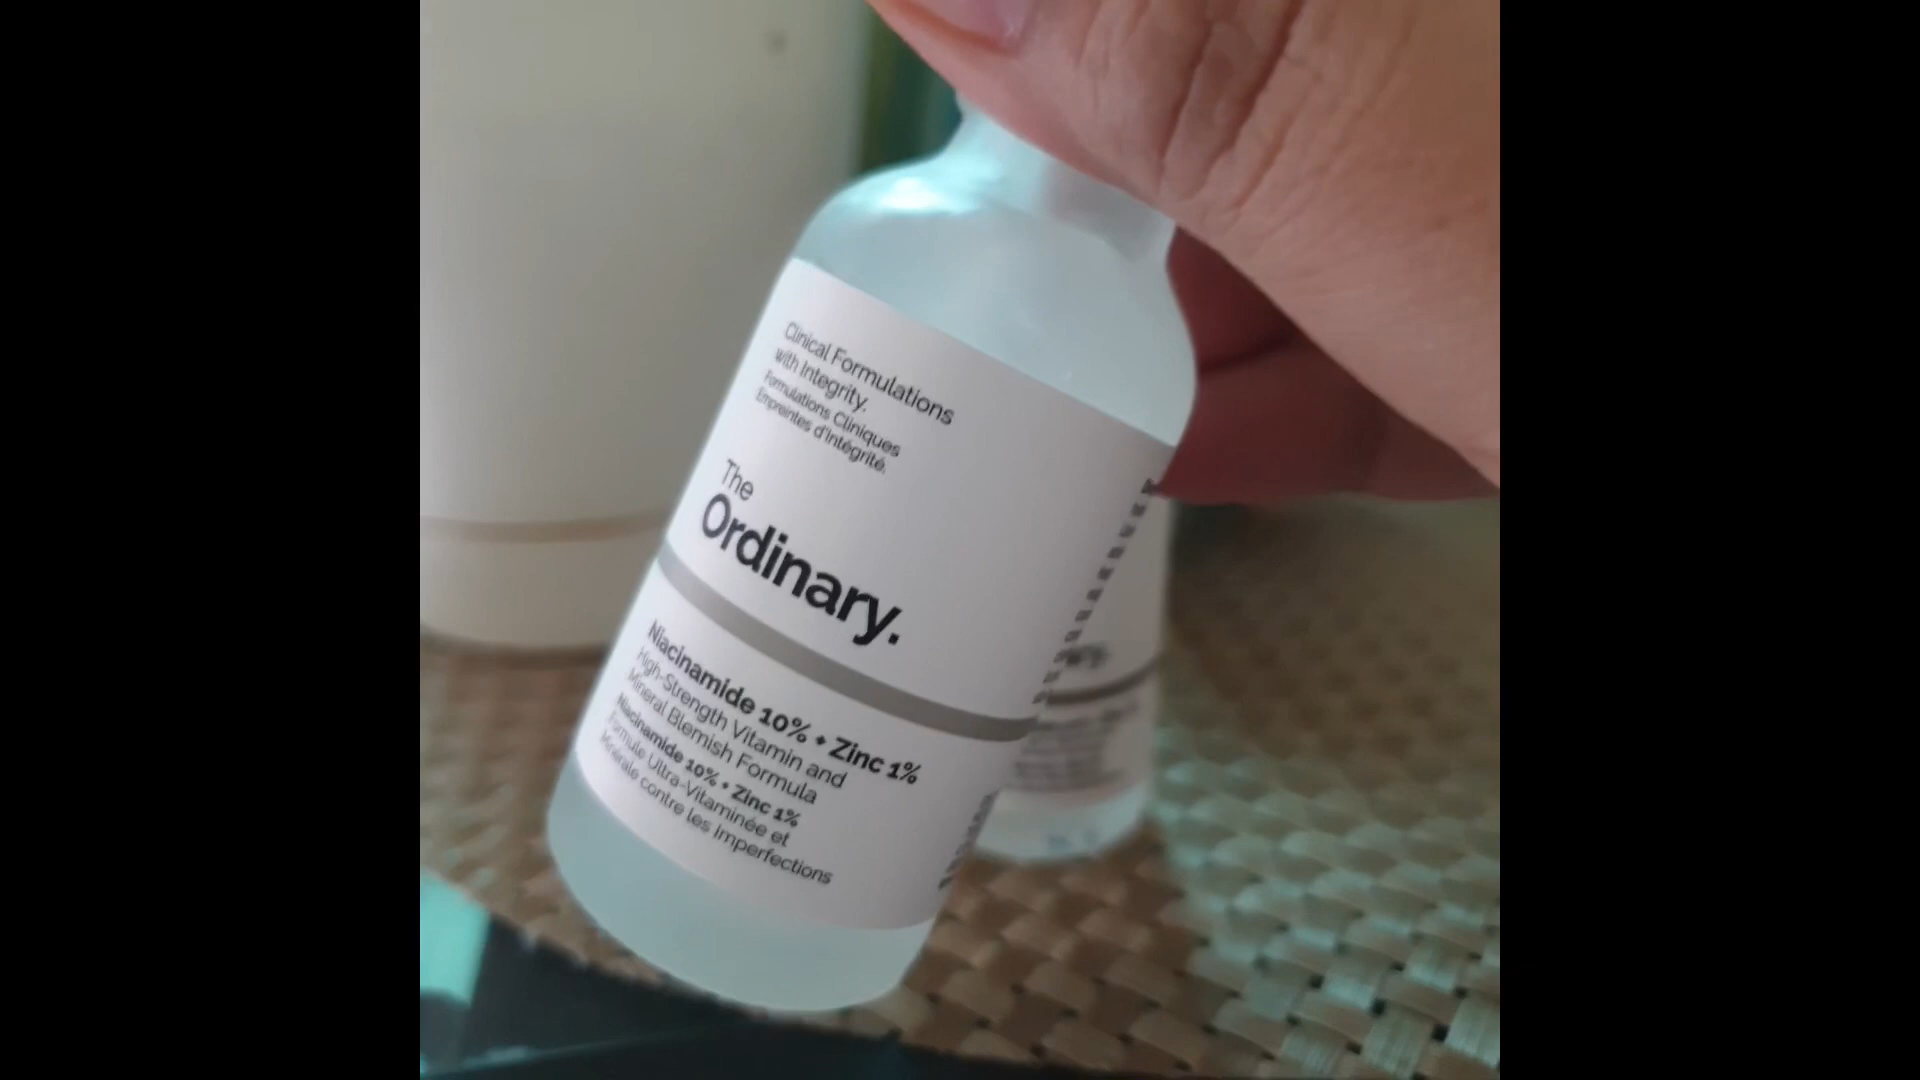 Clinical Formulations
with Integrity.
Formulations Cliniques
Empreintes d'Intégrité.
The
Ordinary.
Niacinamide 10% + Zinc 1%
High-Strength Vitamin and
Mineral Blemish Formula
Niacinamide 10% + Zinc 1%
Formule Ultra-Vitaminée et
Minérale contre les Imperfections